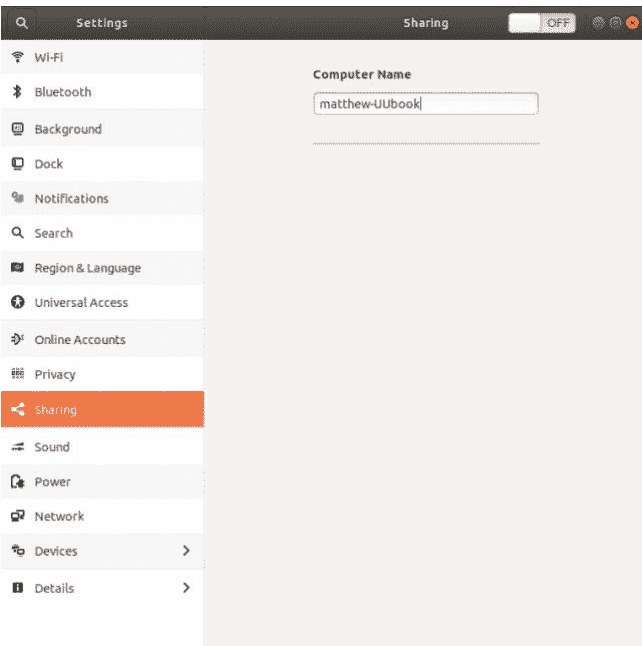 Settings
Sharing
OFF
Wi-Fi
Bluetooth
Background
Dock
Notifications
Search
Region & Language
Universal Access
Online Accounts
Privacy
Sharing
Sound
Power
Network
Devices
Details
Computer Name
matthew-UUbook